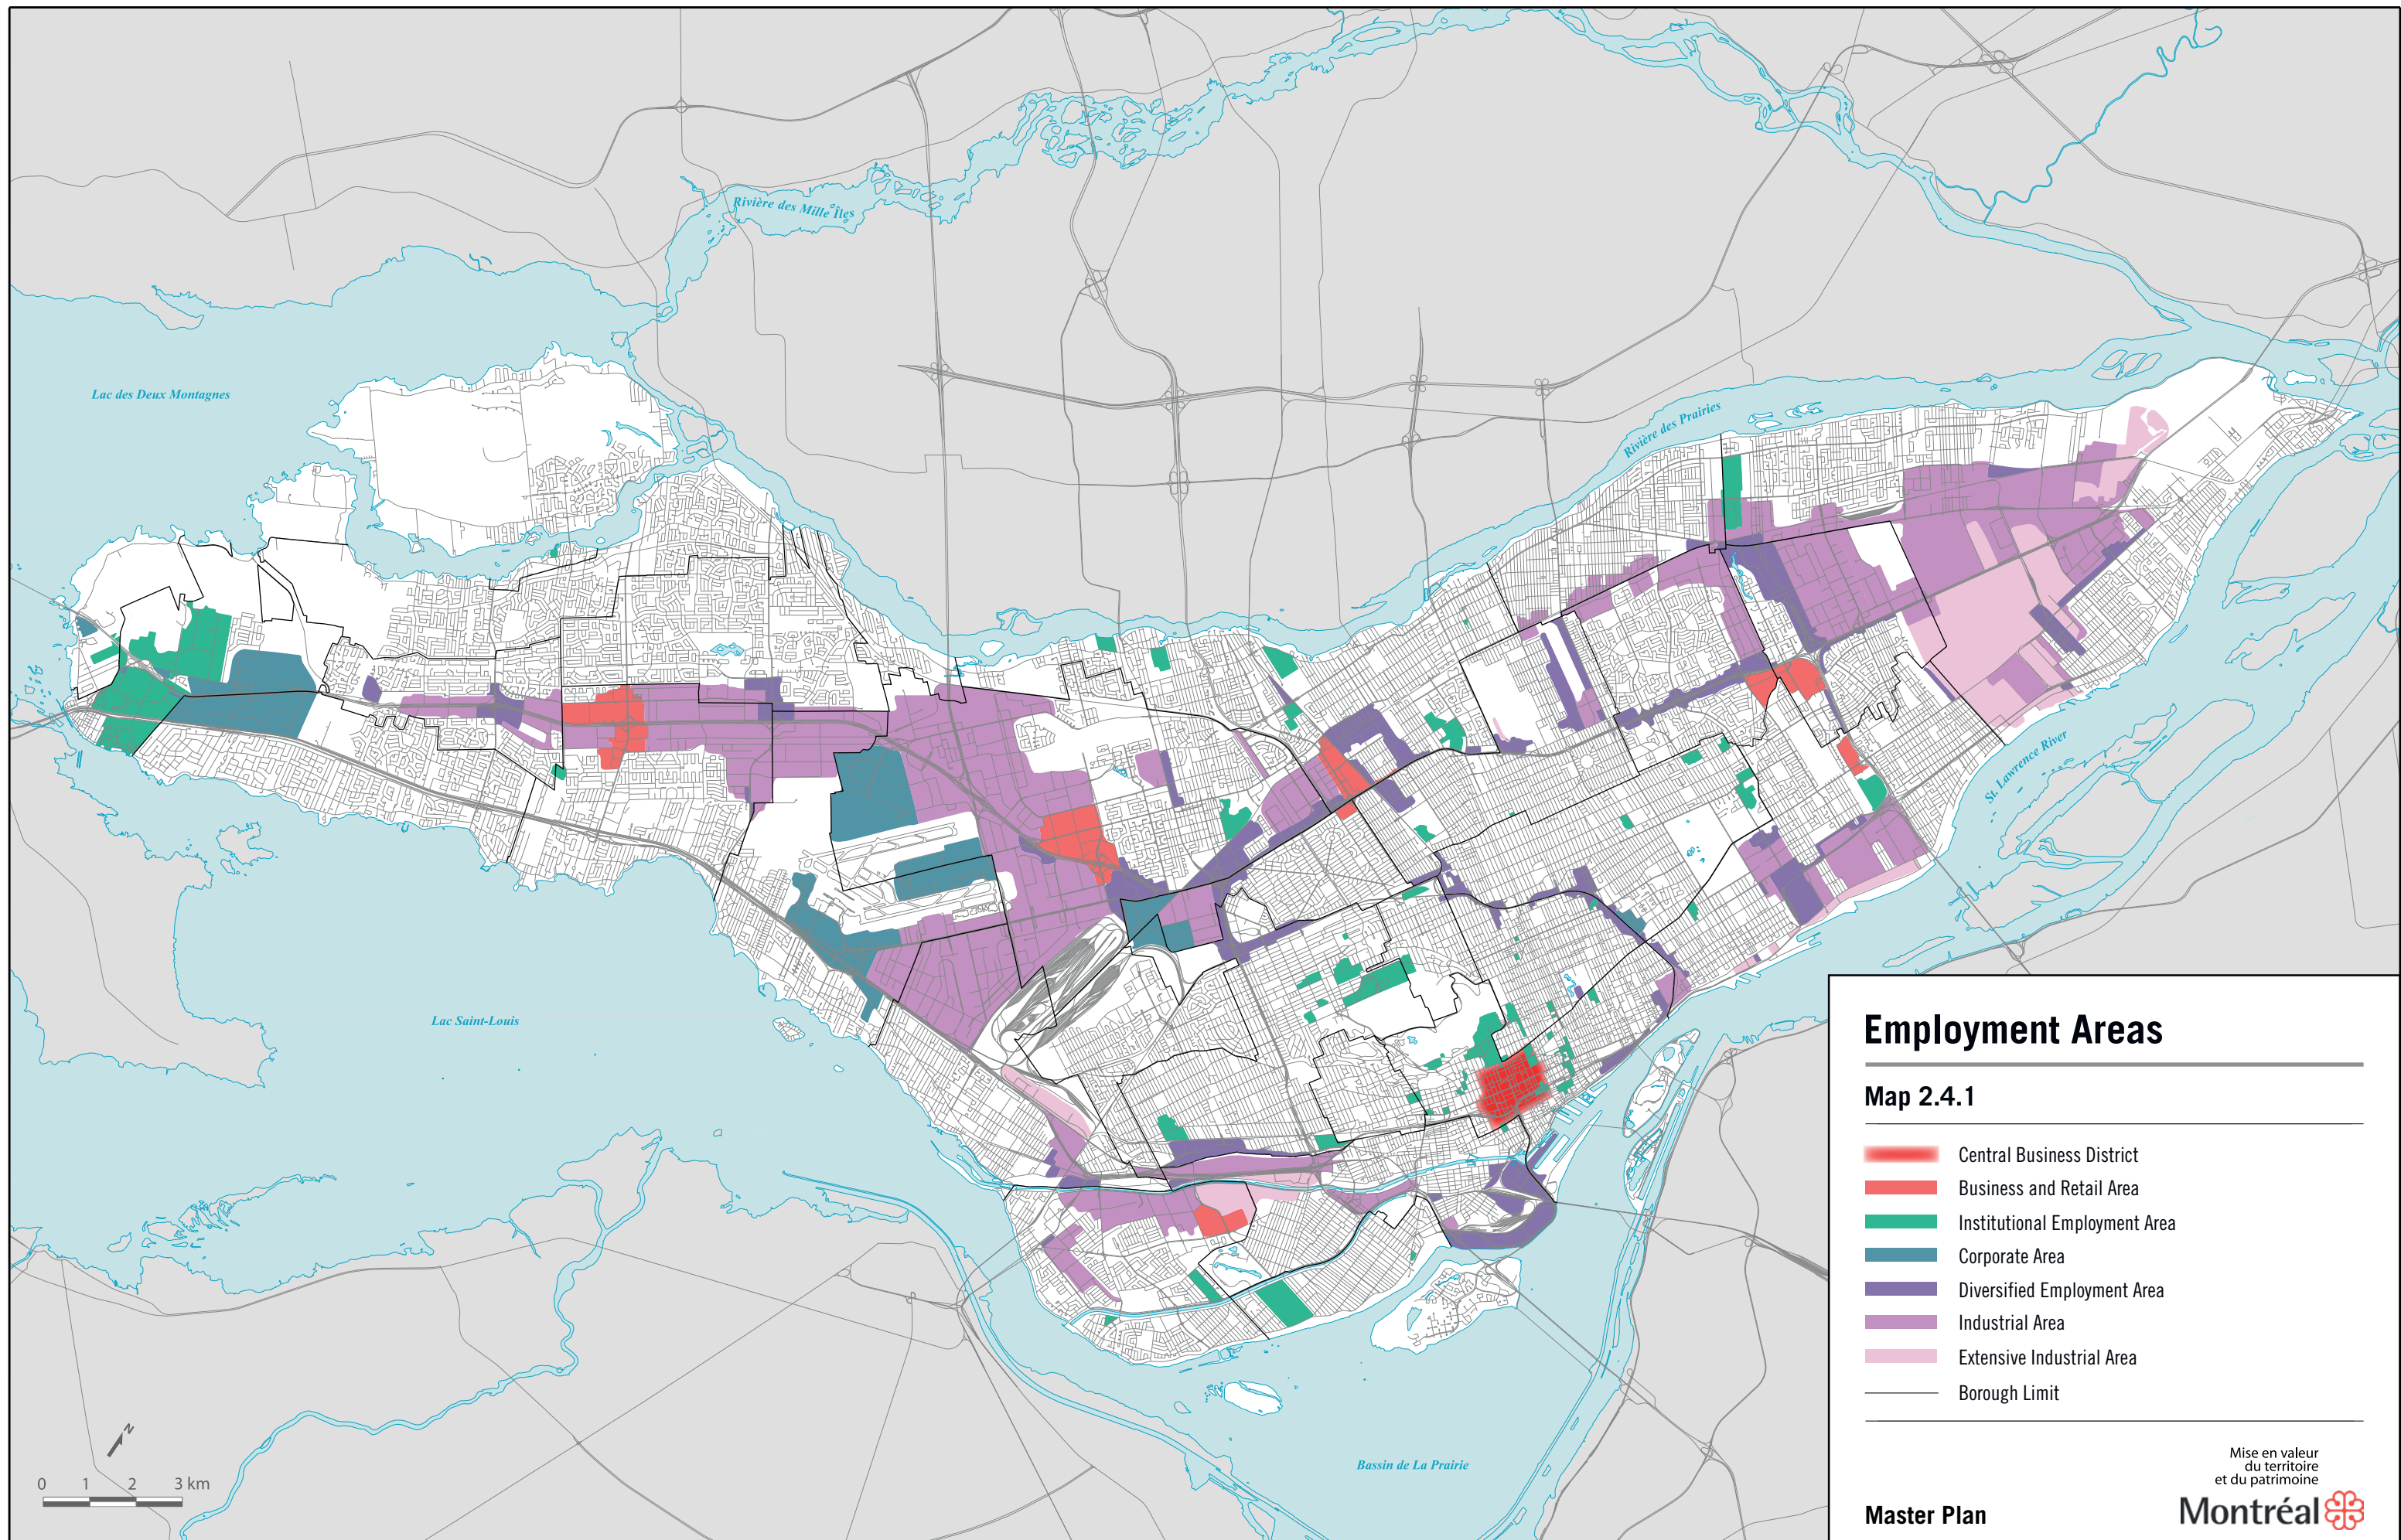 Rivière des Mille Îles
Lac des Deux Montagnes
Rivière des Prairies
St. Lawrence River
Lac Saint-Louis
Bassin de La Prairie
N
0 1 2 3 km
Employment Areas
Map 2.4.1
Central Business District
Business and Retail Area
Institutional Employment Area
Corporate Area
Diversified Employment Area
Industrial Area
Extensive Industrial Area
Borough Limit
Mise en valeur
du territoire
et du patrimoine
Master Plan
Montréal